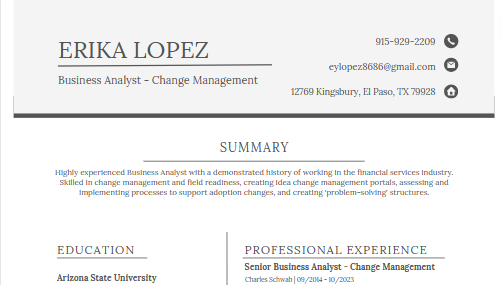 ERIKA LOPEZ
Business Analyst - Change Management
915-929-2209
eylopez8686@gmail.com
12769 Kingsbury, El Paso, TX 79928
SUMMARY
Highly experienced Business Analyst with a demonstrated history of working in the financial services industry.
Skilled in change management and field readiness, creating idea change management portals, assessing and
implementing processes to support adoption changes, and creating 'problem-solving' structures.
EDUCATION
Arizona State University
PROFESSIONAL EXPERIENCE
Senior Business Analyst - Change Management
Charles Schwab | 09/2014 - 10/2023